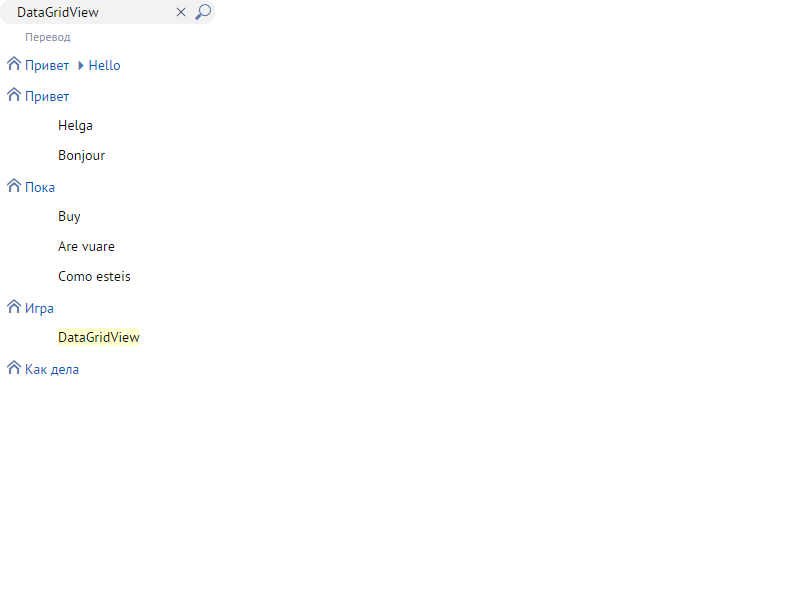 DataGridView
Перевод
Привет Hello
Привет
Helga
Bonjour
Пока
Buy
Are vuare
Como esteis
Игра
DataGridView
Как дела